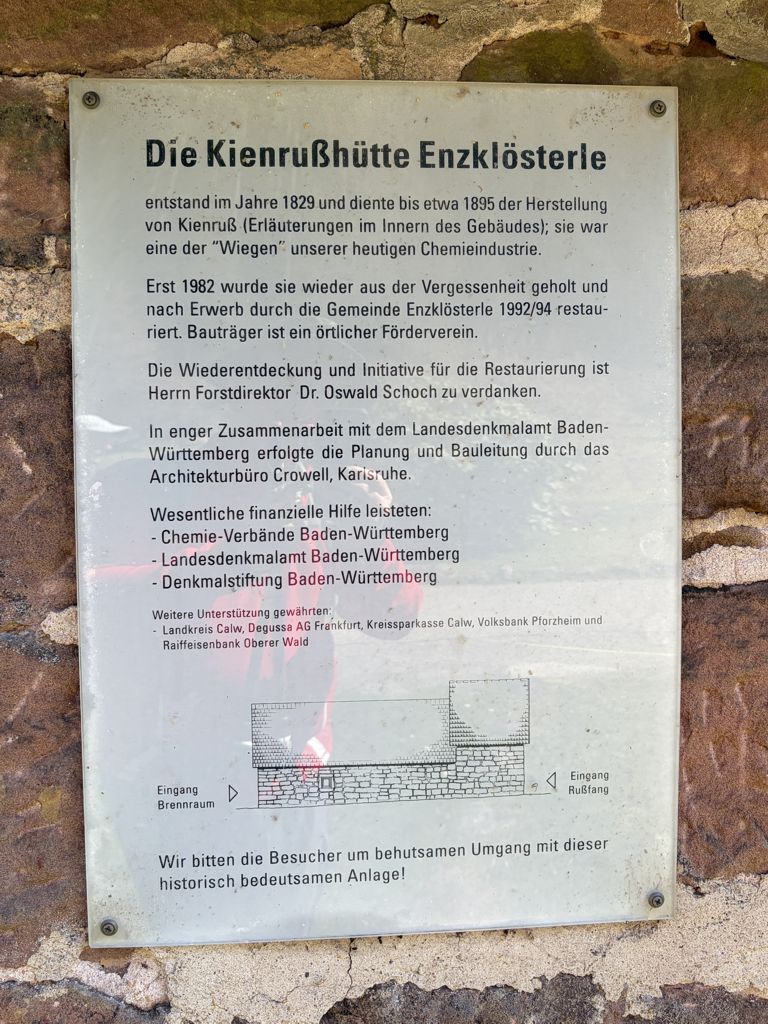 Die Kienrußhütte Enzklösterle
entstand im Jahre 1829 und diente bis etwa 1895 der Herstellung
von Kienruß (Erläuterungen im Innern des Gebäudes); sie war
eine der "Wiegen" unserer heutigen Chemieindustrie.
Erst 1982 wurde sie wieder aus der Vergessenheit geholt und
nach Erwerb durch die Gemeinde Enzklösterle 1992/94 restau-
riert. Bauträger ist ein örtlicher Förderverein.
Die Wiederentdeckung und Initiative für die Restaurierung ist
Herrn Forstdirektor Dr. Oswald Schoch zu verdanken.
In enger Zusammenarbeit mit dem Landesdenkmalamt Baden-
Württemberg erfolgte die Planung und Bauleitung durch das
Architekturbüro Crowell, Karlsruhe.
Wesentliche finanzielle Hilfe leisteten:
- Chemie-Verbände Baden-Württemberg
- Landesdenkmalamt Baden-Württemberg
- Denkmalstiftung Baden-Württemberg
Weitere Unterstützung gewährten:
- Landkreis Calw, Degussa AG Frankfurt, Kreissparkasse Calw, Volksbank Pforzheim und
Raiffeisenbank Oberer Wald
Eingang
Brennraum
Eingang
Rußfang
Wir bitten die Besucher um behutsamen Umgang mit dieser
historisch bedeutsamen Anlage!